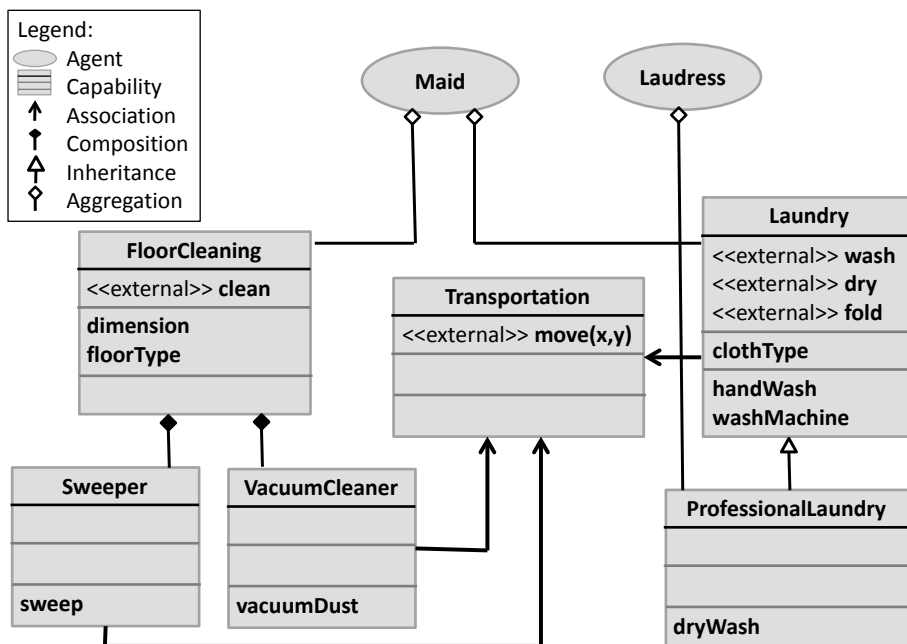 Legend:
Agent
Capability
Association
Composition
Inheritance
Aggregation
Maid
Laudress
FloorCleaning
<<external>> clean
dimension
floorType
Transportation
<<external>> move(x,y)
Laundry
<<external>> wash
<<external>> dry
<<external>> fold
clothType
handWash
washMachine
Sweeper
sweep
VacuumCleaner
vacuumDust
ProfessionalLaundry
dryWash